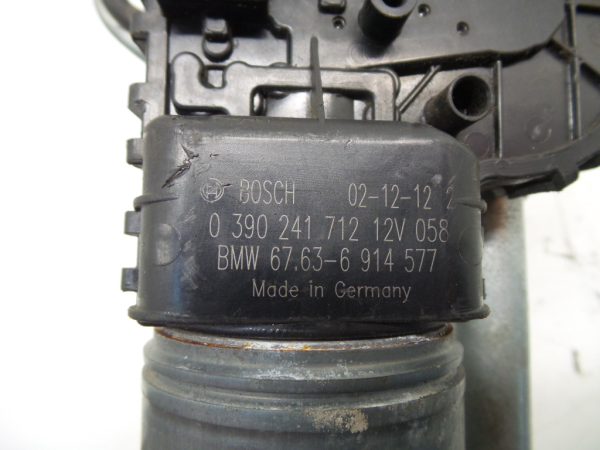 BOSCH 02-12-12 2
0 390 241 712 12V 058
BMW 67.63-6 914 577
Made in Germany